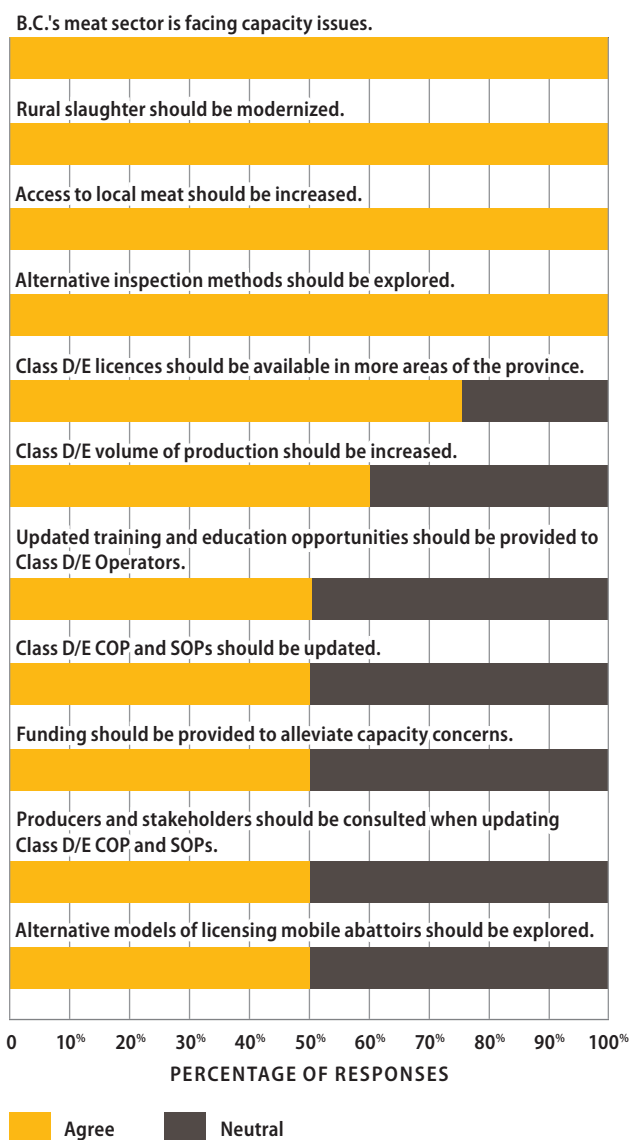 B.C.'s meat sector is facing capacity issues.
Rural slaughter should be modernized.
Access to local meat should be increased.
Alternative inspection methods should be explored.
Class D/E licences should be available in more areas of the province.
Class D/E volume of production should be increased.
Updated training and education opportunities should be provided to
Class D/E Operators.
Class D/E COP and SOPs should be updated.
Funding should be provided to alleviate capacity concerns.
Producers and stakeholders should be consulted when updating
Class D/E COP and SOPs.
Alternative models of licensing mobile abattoirs should be explored.
0 10% 20% 30% 40% 50% 60% 70% 80% 90% 100%
PERCENTAGE OF RESPONSES
Agree Neutral